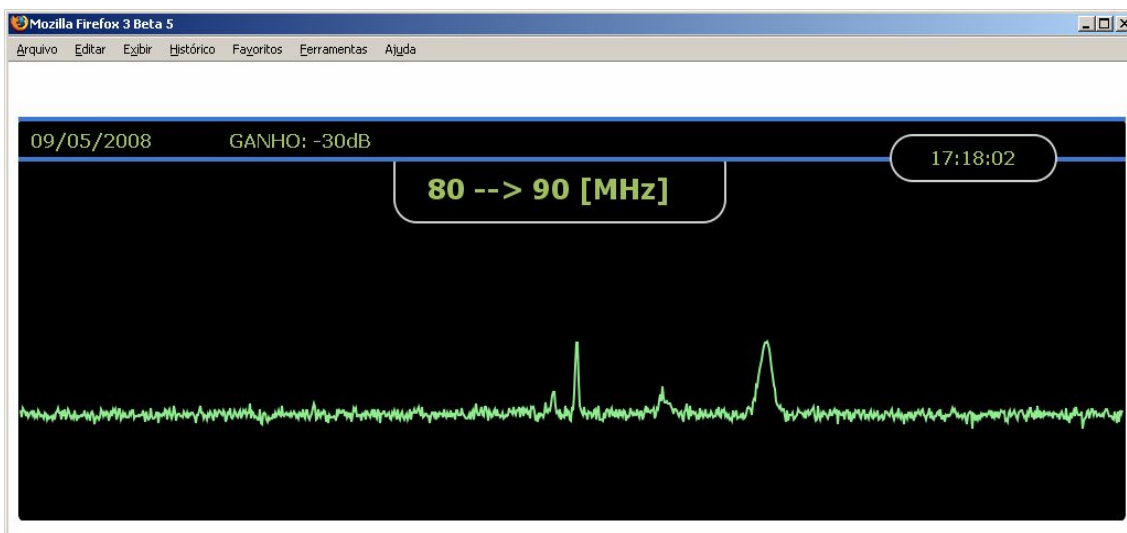 Mozilla Firefox 3 Beta 5
Arquivo Editar Exibir Histórico Favoritos Ferramentas Ajuda
09/05/2008 GANHO: -30dB 17:18:02
80 --> 90 [MHz]